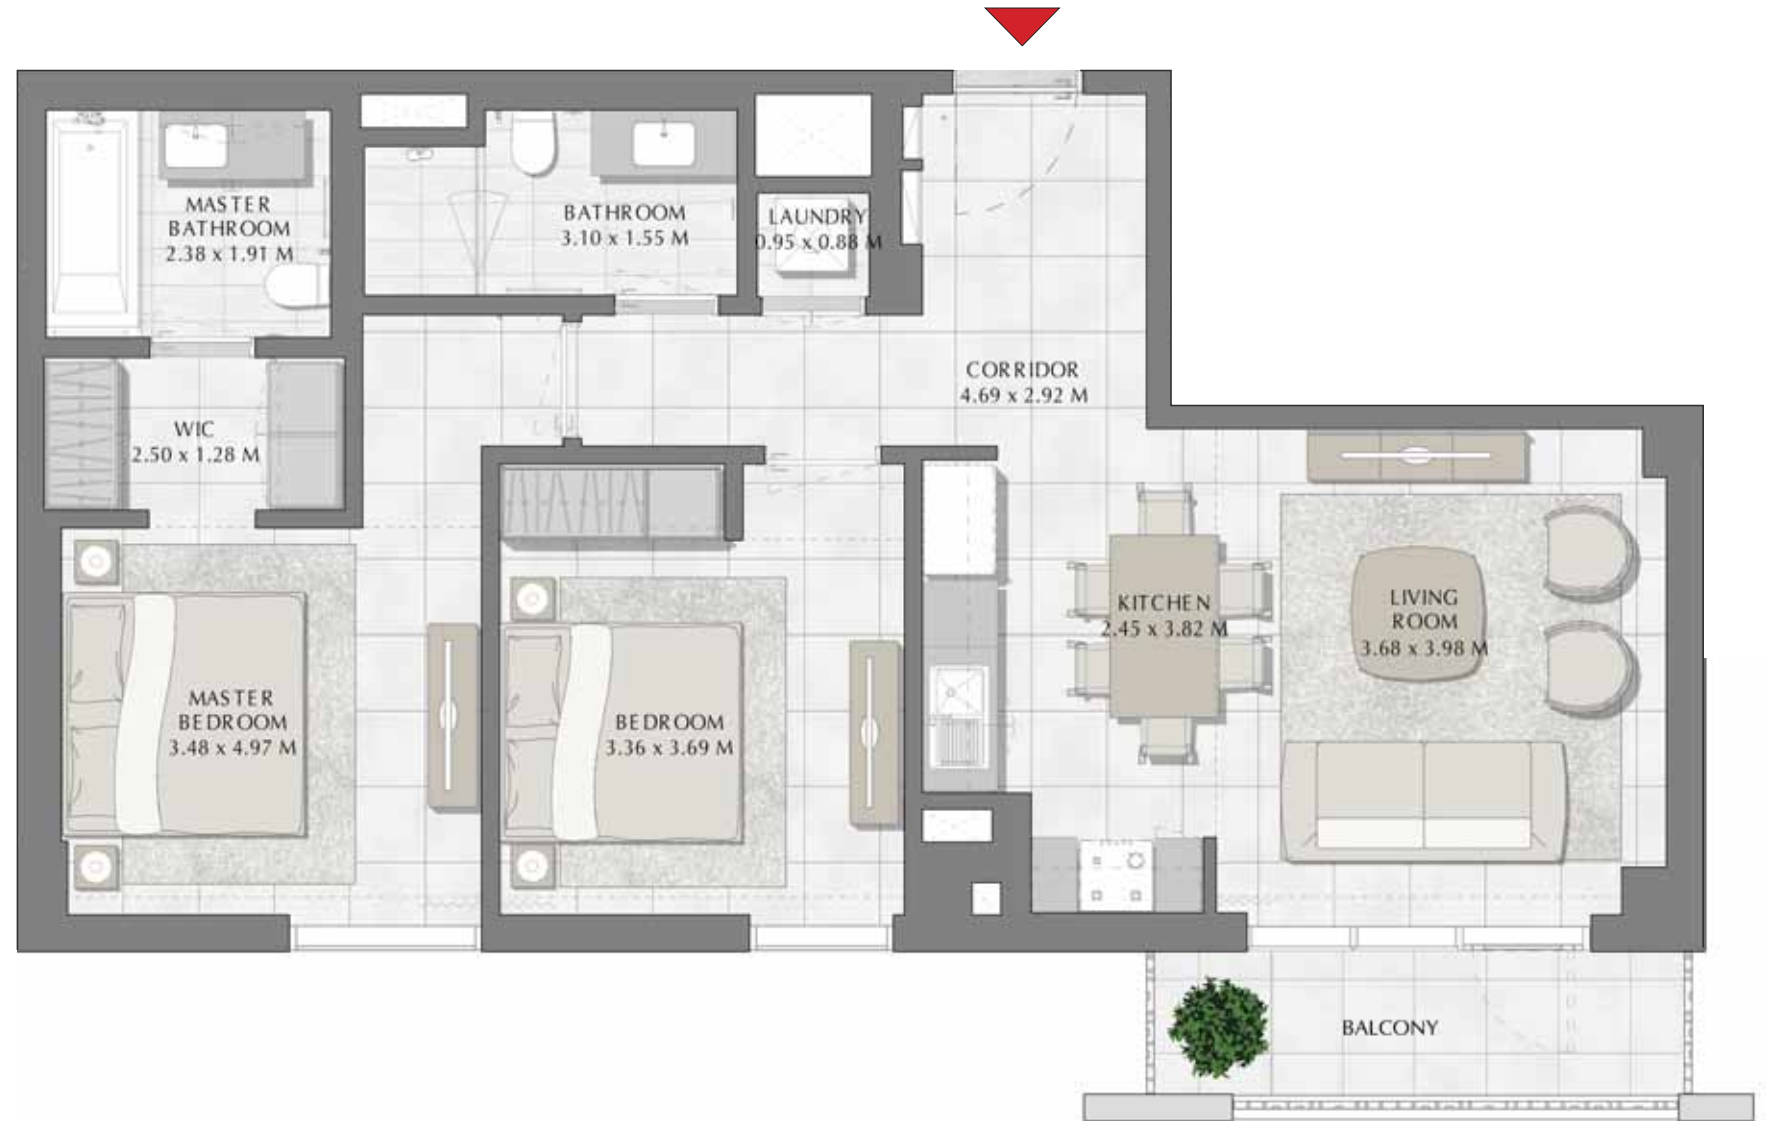 MASTER
BATHROOM
2.38 x 1.91 M
BATHROOM
3.10 x 1.55 M
LAUNDRY
0.95 x 0.88 M
CORRIDOR
4.69 x 2.92 M
WIC
2.50 x 1.28 M
KITCHEN
2.45 x 3.82 M
LIVING
ROOM
3.68 x 3.98 M
MASTER
BEDROOM
3.48 x 4.97 M
BEDROOM
3.36 x 3.69 M
BALCONY